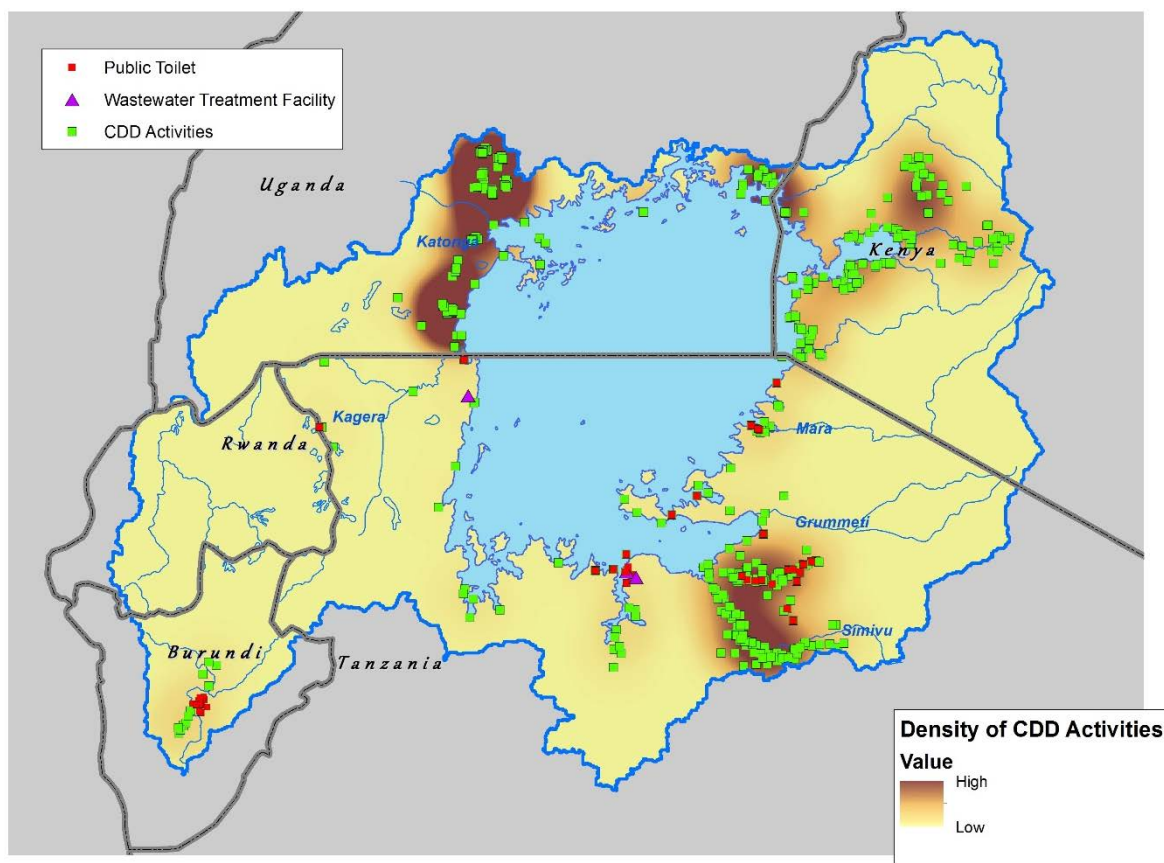 Public Toilet
Wastewater Treatment Facility
CDD Activities
Uganda
Katonga
Kenya
Kagera
Rwanda
Mara
Grummeti
Simivu
Burundi
Tanzania
Density of CDD Activities
Value
High
Low